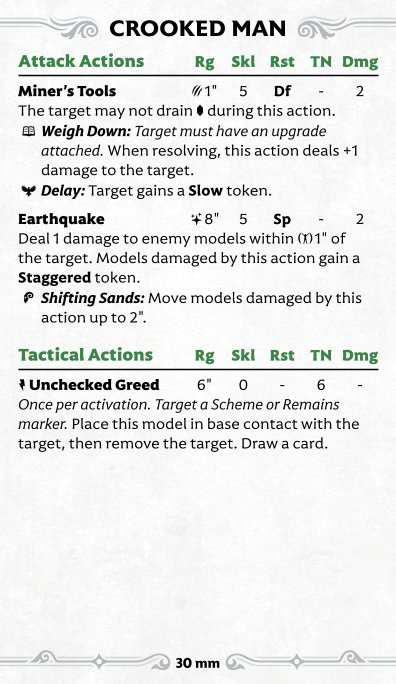 CROOKED MAN
Attack Actions Rg Skl Rst TN Dmg
Miner's Tools 1" 5 Df - 2
The target may not drain during this action.
Weigh Down: Target must have an upgrade
attached. When resolving, this action deals +1
damage to the target.
Delay: Target gains a Slow token.
Earthquake 8" 5 Sp - 2
Deal 1 damage to enemy models within 1" of
the target. Models damaged by this action gain a
Staggered token.
Shifting Sands: Move models damaged by this
action up to 2".
Tactical Actions Rg Skl Rst TN Dmg
Unchecked Greed 6" 0 - 6 -
Once per activation. Target a Scheme or Remains
marker. Place this model in base contact with the
target, then remove the target. Draw a card.
30 mm